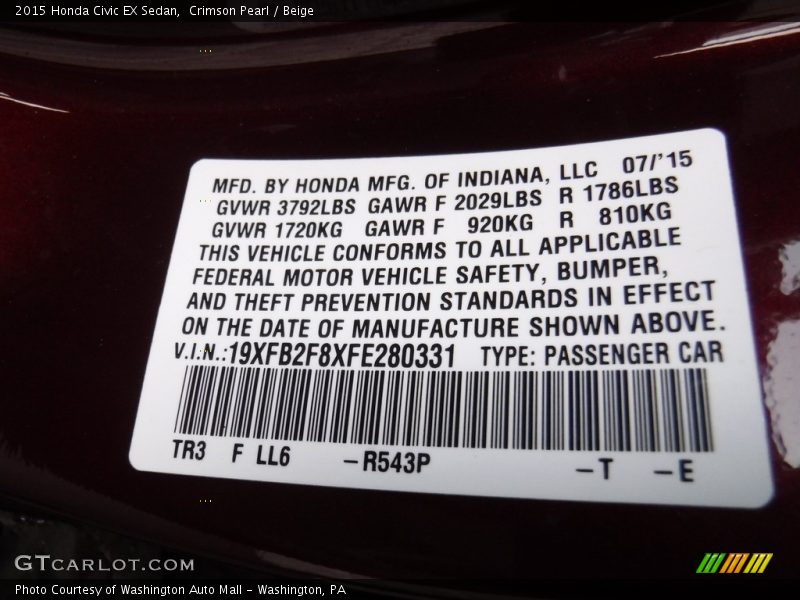 2015 Honda Civic EX Sedan, Crimson Pearl / Beige
MFD. BY HONDA MFG. OF INDIANA, LLC 07/'15
GVWR 3792LBS GAWR F 2029LBS R 1786LBS
GVWR 1720KG GAWR F 920KG R 810KG
THIS VEHICLE CONFORMS TO ALL APPLICABLE
FEDERAL MOTOR VEHICLE SAFETY, BUMPER,
AND THEFT PREVENTION STANDARDS IN EFFECT
ON THE DATE OF MANUFACTURE SHOWN ABOVE.
V.I.N.:19XFB2F8XFE280331 TYPE: PASSENGER CAR
TR3 F LL6 –R543P –T –E
GTCARLOT.COM
Photo Courtesy of Washington Auto Mall – Washington, PA